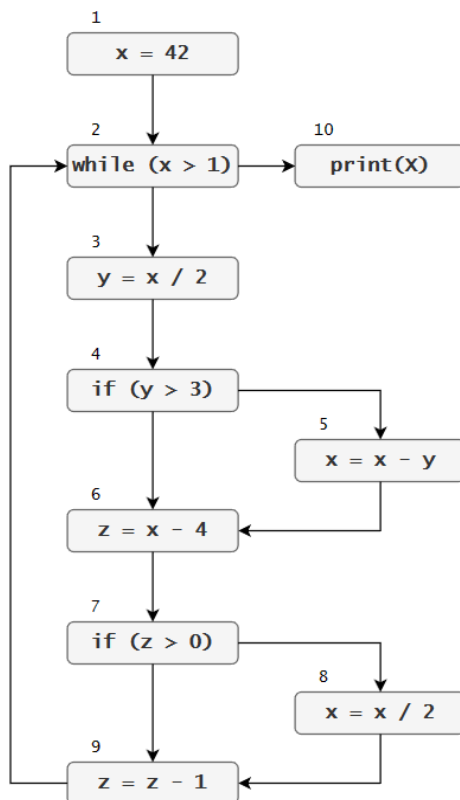 1
x = 42
2
while (x > 1)
10
print(X)
3
y = x / 2
4
if (y > 3)
5
x = x - y
6
z = x - 4
7
if (z > 0)
8
x = x / 2
9
z = z - 1